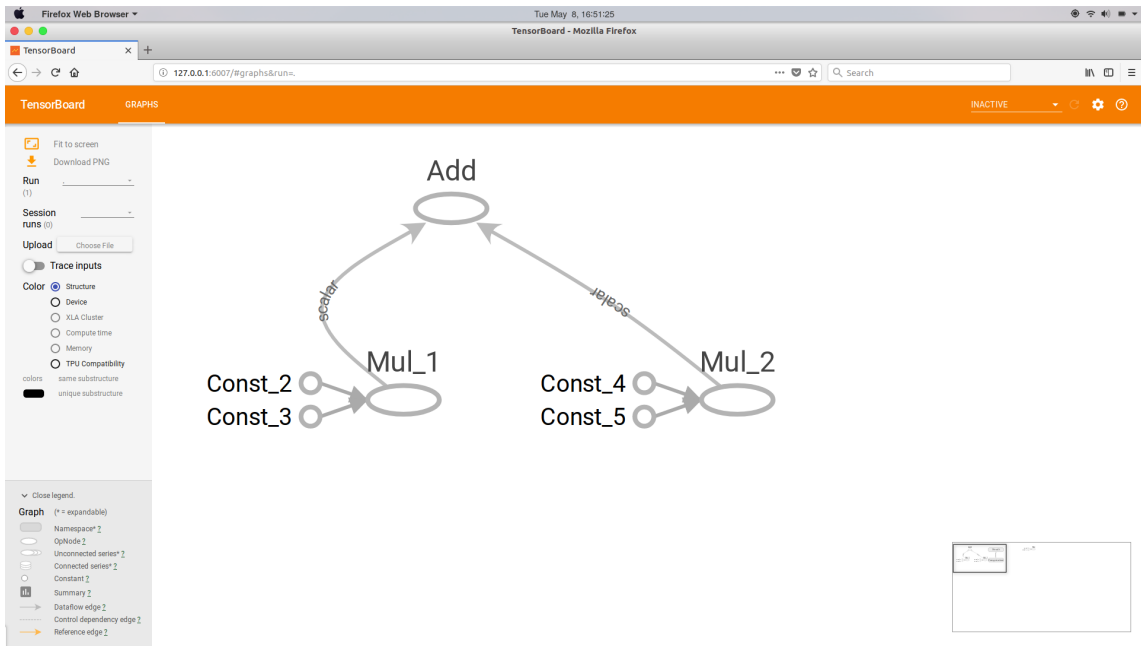 Firefox Web Browser
Tue May 8, 16:51:25
TensorBoard - Mozilla Firefox
TensorBoard × +
127.0.0.1:6007/#graphs&run=.
Search
TensorBoard GRAPHS INACTIVE
Fit to screen
Download PNG
Run .
(1)
Session
runs (0)
Upload Choose File
Trace inputs
Color Structure
Device
XLA Cluster
Compute time
Memory
TPU Compatibility
colors same substructure
unique substructure
Close legend.
Graph (* = expandable)
Namespace* ?
OpNode ?
Unconnected series* ?
Connected series* ?
Constant ?
Summary ?
Dataflow edge ?
Control dependency edge ?
Reference edge ?
Add
scalar
scalar
Mul_1
Mul_2
Const_2
Const_3
Const_4
Const_5